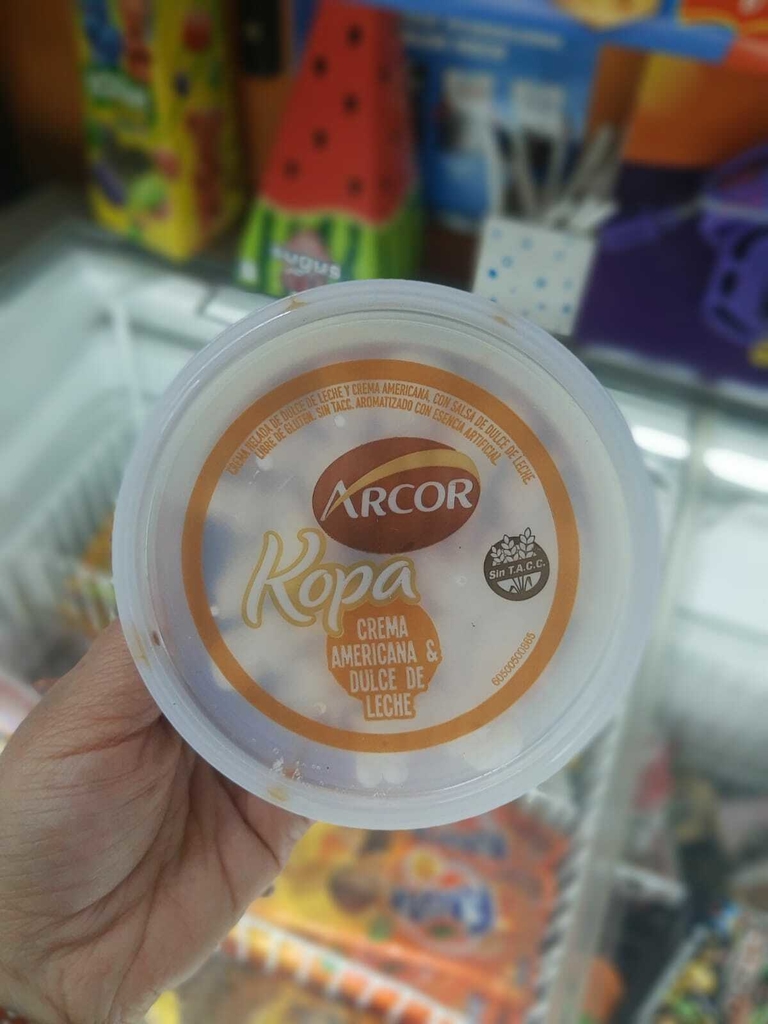 sugus
CREMA HELADA DE DULCE DE LECHE Y CREMA AMERICANA, CON SALSA DE DULCE DE LECHE.
LIBRE DE GLUTEN. SIN TACC. AROMATIZADO CON ESENCIA ARTIFICIAL
ARCOR
Kopa
Sin T.A.C.C.
CREMA
AMERICANA &
DULCE DE
LECHE